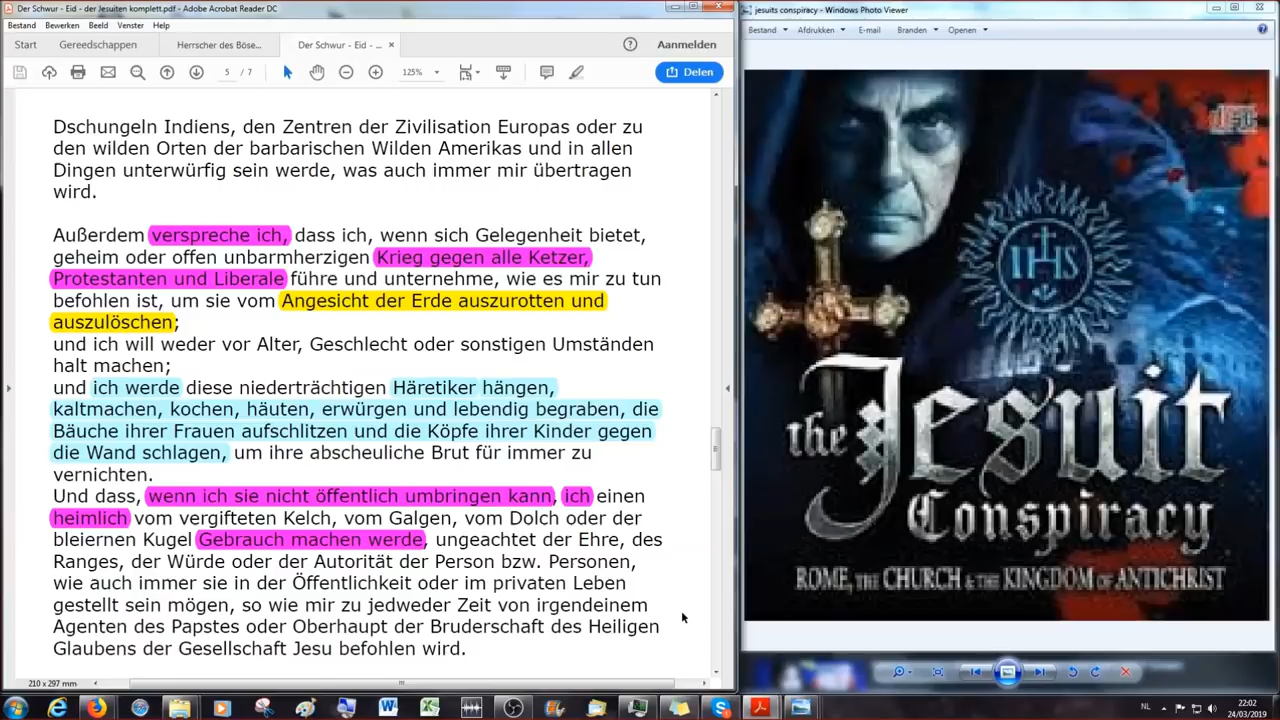 Der Schwur - Eid - der Jesuiten komplett.pdf - Adobe Acrobat Reader DC
Bestand Bewerken Beeld Venster Help
Start Gereedschappen Herrscher des Böse... Der Schwur - Eid - ... × Aanmelden
5 / 7 125% Delen
Dschungeln Indiens, den Zentren der Zivilisation Europas oder zu
den wilden Orten der barbarischen Wilden Amerikas und in allen
Dingen unterwürfig sein werde, was auch immer mir übertragen
wird.
Außerdem verspreche ich, dass ich, wenn sich Gelegenheit bietet,
geheim oder offen unbarmherzigen Krieg gegen alle Ketzer,
Protestanten und Liberale führe und unternehme, wie es mir zu tun
befohlen ist, um sie vom Angesicht der Erde auszurotten und
auszulöschen;
und ich will weder vor Alter, Geschlecht oder sonstigen Umständen
halt machen;
und ich werde diese niederträchtigen Häretiker hängen,
kaltmachen, kochen, häuten, erwürgen und lebendig begraben, die
Bäuche ihrer Frauen aufschlitzen und die Köpfe ihrer Kinder gegen
die Wand schlagen, um ihre abscheuliche Brut für immer zu
vernichten.
Und dass, wenn ich sie nicht öffentlich umbringen kann, ich einen
heimlich vom vergifteten Kelch, vom Galgen, vom Dolch oder der
bleiernen Kugel Gebrauch machen werde, ungeachtet der Ehre, des
Ranges, der Würde oder der Autorität der Person bzw. Personen,
wie auch immer sie in der Öffentlichkeit oder im privaten Leben
gestellt sein mögen, so wie mir zu jedweder Zeit von irgendeinem
Agenten des Papstes oder Oberhaupt der Bruderschaft des Heiligen
Glaubens der Gesellschaft Jesu befohlen wird.
210 x 297 mm
jesuits conspiracy - Windows Photo Viewer
Bestand Afdrukken E-mail Branden Openen
IHS
the Jesuit
Conspiracy
ROME, THE CHURCH & THE KINGDOM OF ANTICHRIST
NL 22:02
24/03/2019